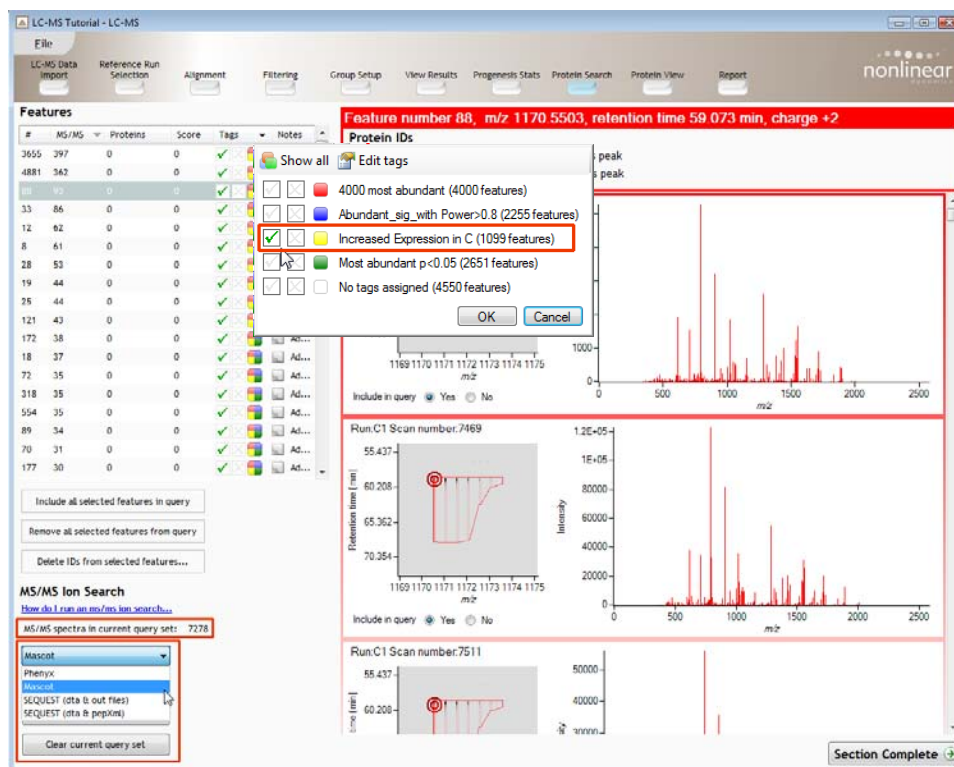 LC-MS Tutorial - LC-MS
File
LC-MS Data Import
Reference Run Selection
Alignment
Filtering
Group Setup
View Results
Progenesis Stats
Protein Search
Protein View
Report
nonlinear
DYNAMICS
Features
# MS/MS Proteins Score Tags Notes
3655 397 0 0
4881 362 0 0
88 93 0 0
33 86 0 0
12 62 0 0
8 61 0 0
28 53 0 0
19 44 0 0
25 44 0 0
121 43 0 0
172 38 0 0 Ad...
18 37 0 0 Ad...
72 35 0 0 Ad...
318 35 0 0 Ad...
554 35 0 0 Ad...
89 34 0 0 Ad...
70 31 0 0 Ad...
177 30 0 0 Ad...
Include all selected features in query
Remove all selected features from query
Delete IDs from selected features...
MS/MS Ion Search
How do I run an ms/ms ion search...
MS/MS spectra in current query set: 7278
Mascot
Phenyx
Mascot
SEQUEST (dta & out files)
SEQUEST (dta & pepXml)
Clear current query set
Show all Edit tags
4000 most abundant (4000 features)
Abundant_sig_with Power>0.8 (2255 features)
Increased Expression in C (1099 features)
Most abundant p<0.05 (2651 features)
No tags assigned (4550 features)
OK Cancel
Feature number 88, m/z 1170.5503, retention time 59.073 min, charge +2
Protein IDs
peak
peak
1169 1170 1171 1172 1173 1174 1175
m/z
Include in query Yes No
1000
0
0 500 1000 1500 2000 2500
m/z
Run:C1 Scan number:7469
Retention time [min]
55.437
60.208
65.362
70.354
1169 1170 1171 1172 1173 1174 1175
m/z
Include in query Yes No
Intensity
1.2E+05
1E+05
80000
60000
40000
20000
0
0 500 1000 1500 2000 2500
m/z
Run:C1 Scan number:7511
55.437
60.208
time [min]
50000
40000
30000
Section Complete